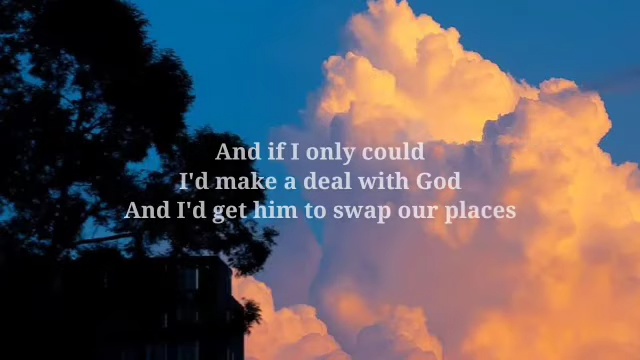 And if I only could
I'd make a deal with God
And I'd get him to swap our places